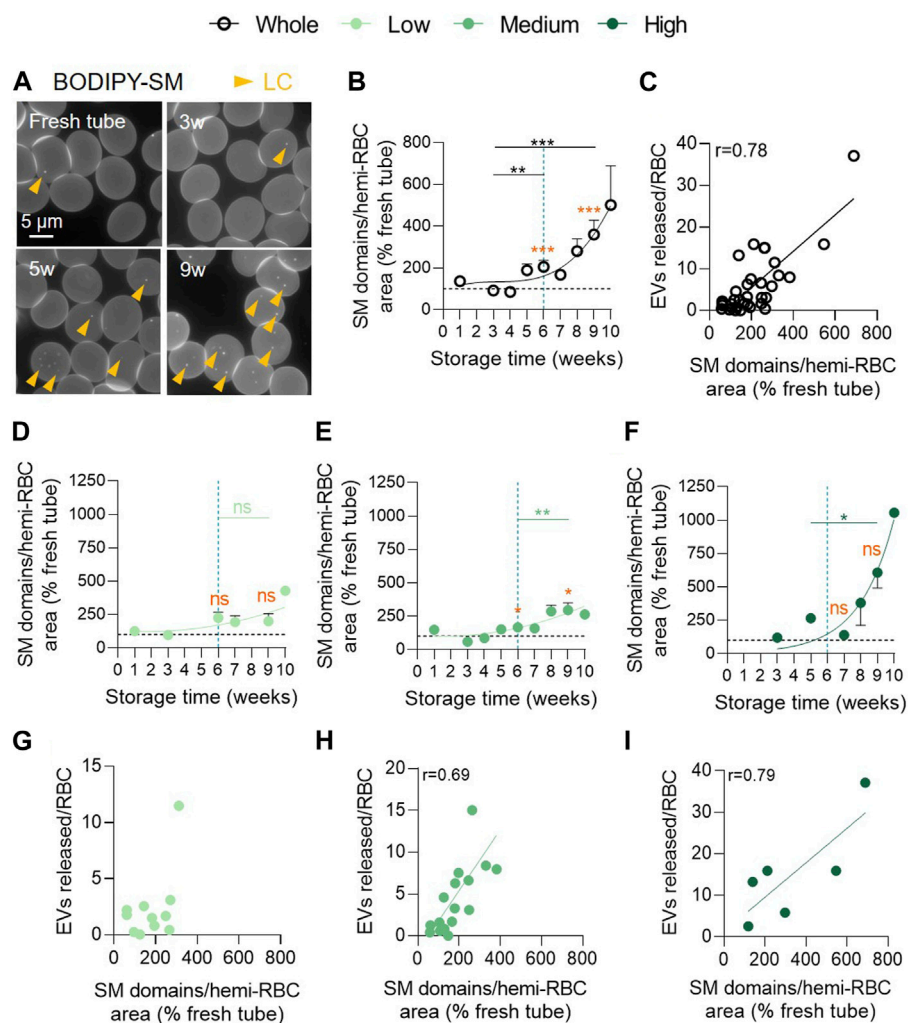 Whole Low Medium High
A BODIPY-SM LC
Fresh tube
3w
5 µm
5w
9w
B
SM domains/hemi-RBC
area (% fresh tube)
800
600
400
200
0
***
**
***
***
0 1 2 3 4 5 6 7 8 9 10
Storage time (weeks)
C
r=0.78
EVs released/RBC
40
30
20
10
0
0 200 400 600 800
SM domains/hemi-RBC
area (% fresh tube)
D
SM domains/hemi-RBC
area (% fresh tube)
1250
1000
750
500
250
0
ns
ns
ns
0 1 2 3 4 5 6 7 8 9 10
Storage time (weeks)
E
SM domains/hemi-RBC
area (% fresh tube)
1250
1000
750
500
250
0
**
*
*
0 1 2 3 4 5 6 7 8 9 10
Storage time (weeks)
F
SM domains/hemi-RBC
area (% fresh tube)
1250
1000
750
500
250
0
*
ns
ns
0 1 2 3 4 5 6 7 8 9 10
Storage time (weeks)
G
EVs released/RBC
15
10
5
0
0 200 400 600 800
SM domains/hemi-RBC
area (% fresh tube)
H
r=0.69
EVs released/RBC
20
15
10
5
0
0 200 400 600 800
SM domains/hemi-RBC
area (% fresh tube)
I
r=0.79
EVs released/RBC
40
30
20
10
0
0 200 400 600 800
SM domains/hemi-RBC
area (% fresh tube)